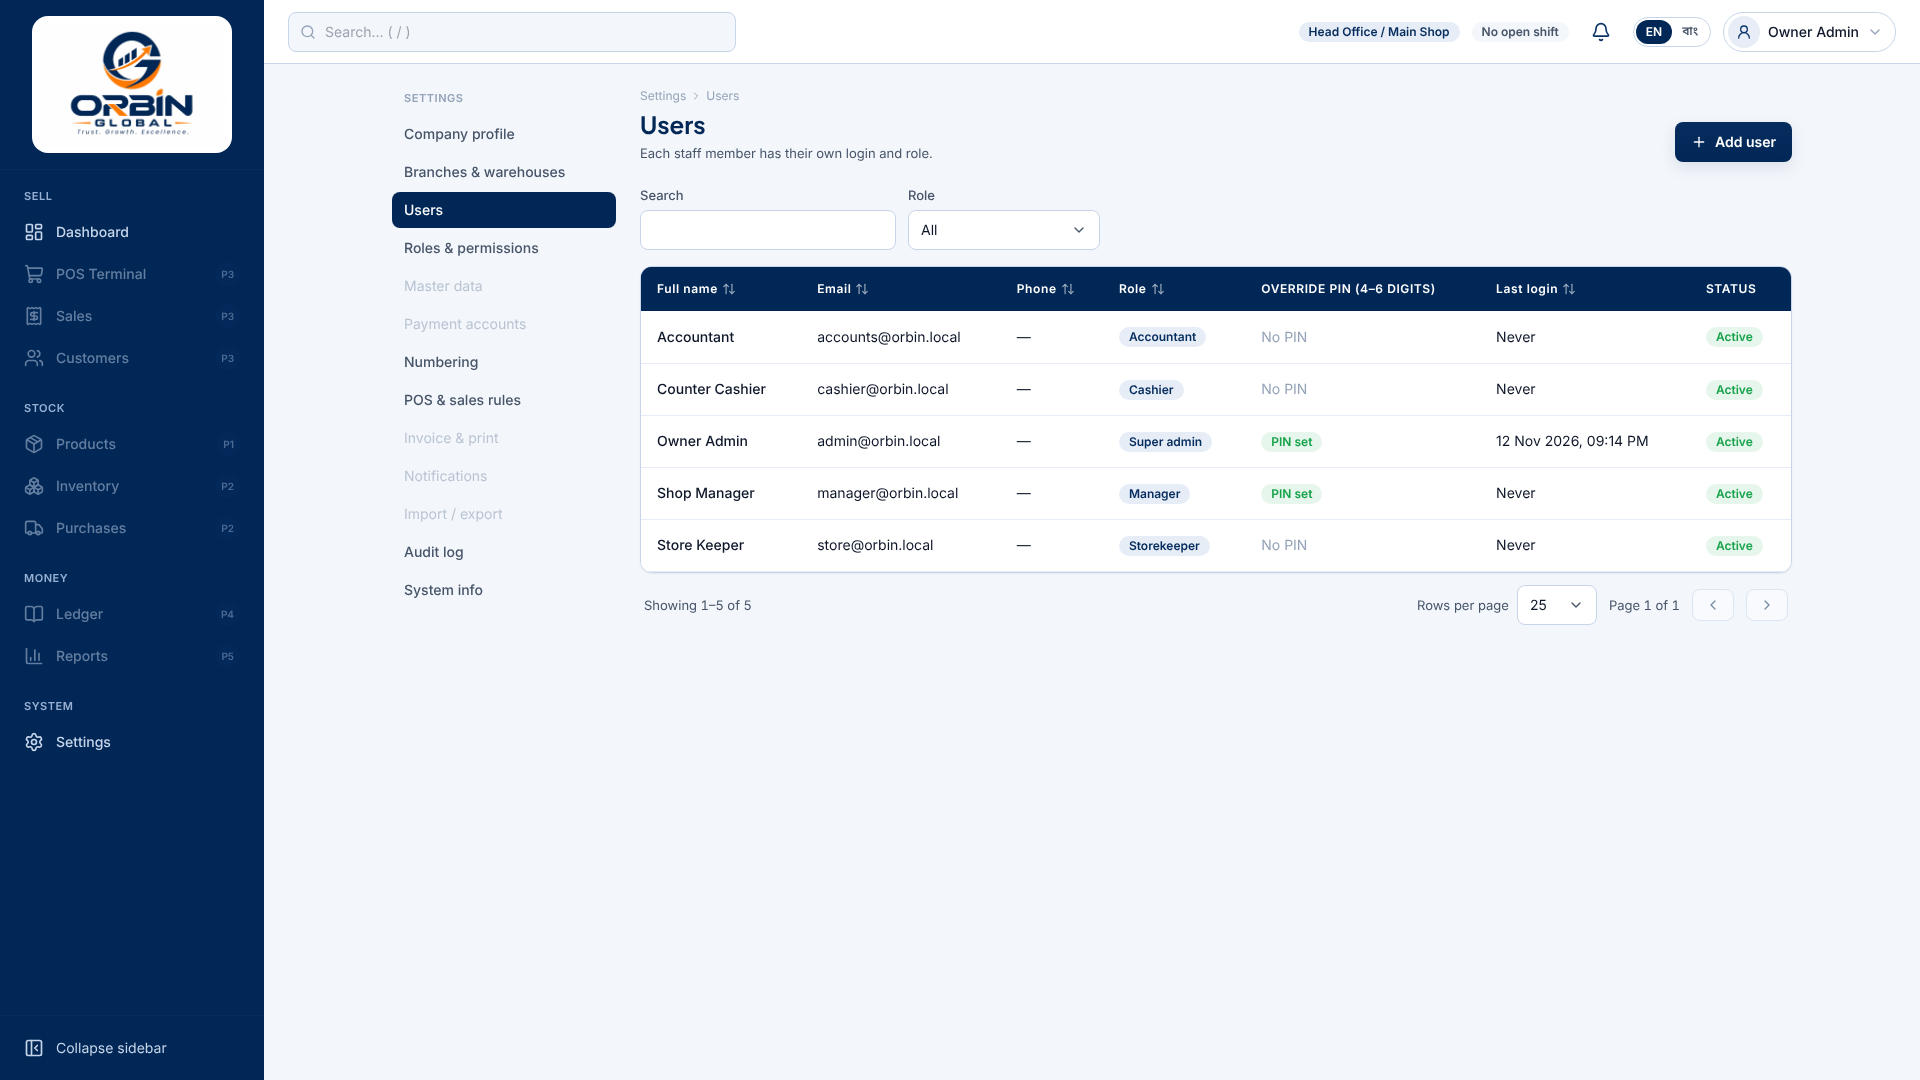 ORBIN
GLOBAL
Trust. Growth. Excellence.
SELL
Dashboard
POS Terminal P3
Sales P3
Customers P3
STOCK
Products P1
Inventory P2
Purchases P2
MONEY
Ledger P4
Reports P5
SYSTEM
Settings
Collapse sidebar
Search... ( / )
Head Office / Main Shop No open shift EN বাং Owner Admin
SETTINGS
Company profile
Branches & warehouses
Users
Roles & permissions
Master data
Payment accounts
Numbering
POS & sales rules
Invoice & print
Notifications
Import / export
Audit log
System info
Settings > Users
Users
Each staff member has their own login and role.
+ Add user
Search Role
All
Full name Email Phone Role OVERRIDE PIN (4–6 DIGITS) Last login STATUS
Accountant accounts@orbin.local — Accountant No PIN Never Active
Counter Cashier cashier@orbin.local — Cashier No PIN Never Active
Owner Admin admin@orbin.local — Super admin PIN set 12 Nov 2026, 09:14 PM Active
Shop Manager manager@orbin.local — Manager PIN set Never Active
Store Keeper store@orbin.local — Storekeeper No PIN Never Active
Showing 1–5 of 5 Rows per page 25 Page 1 of 1